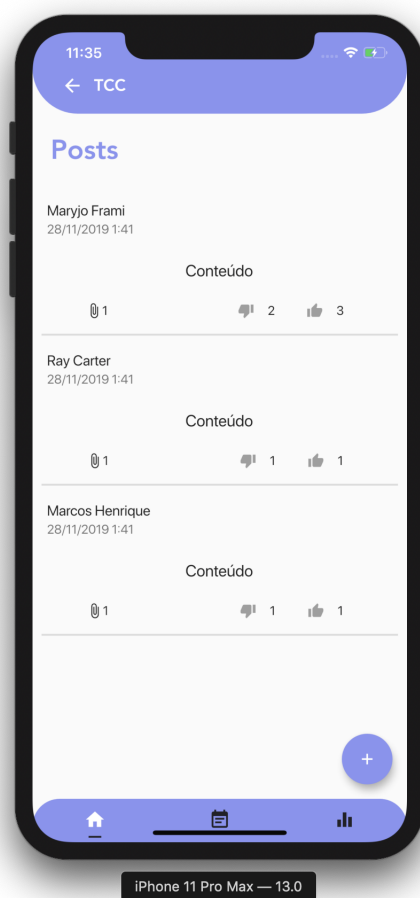 11:35
TCC
Posts
Maryjo Frami
28/11/2019 1:41
Conteúdo
1 2 3
Ray Carter
28/11/2019 1:41
Conteúdo
1 1 1
Marcos Henrique
28/11/2019 1:41
Conteúdo
1 1 1
+
iPhone 11 Pro Max — 13.0